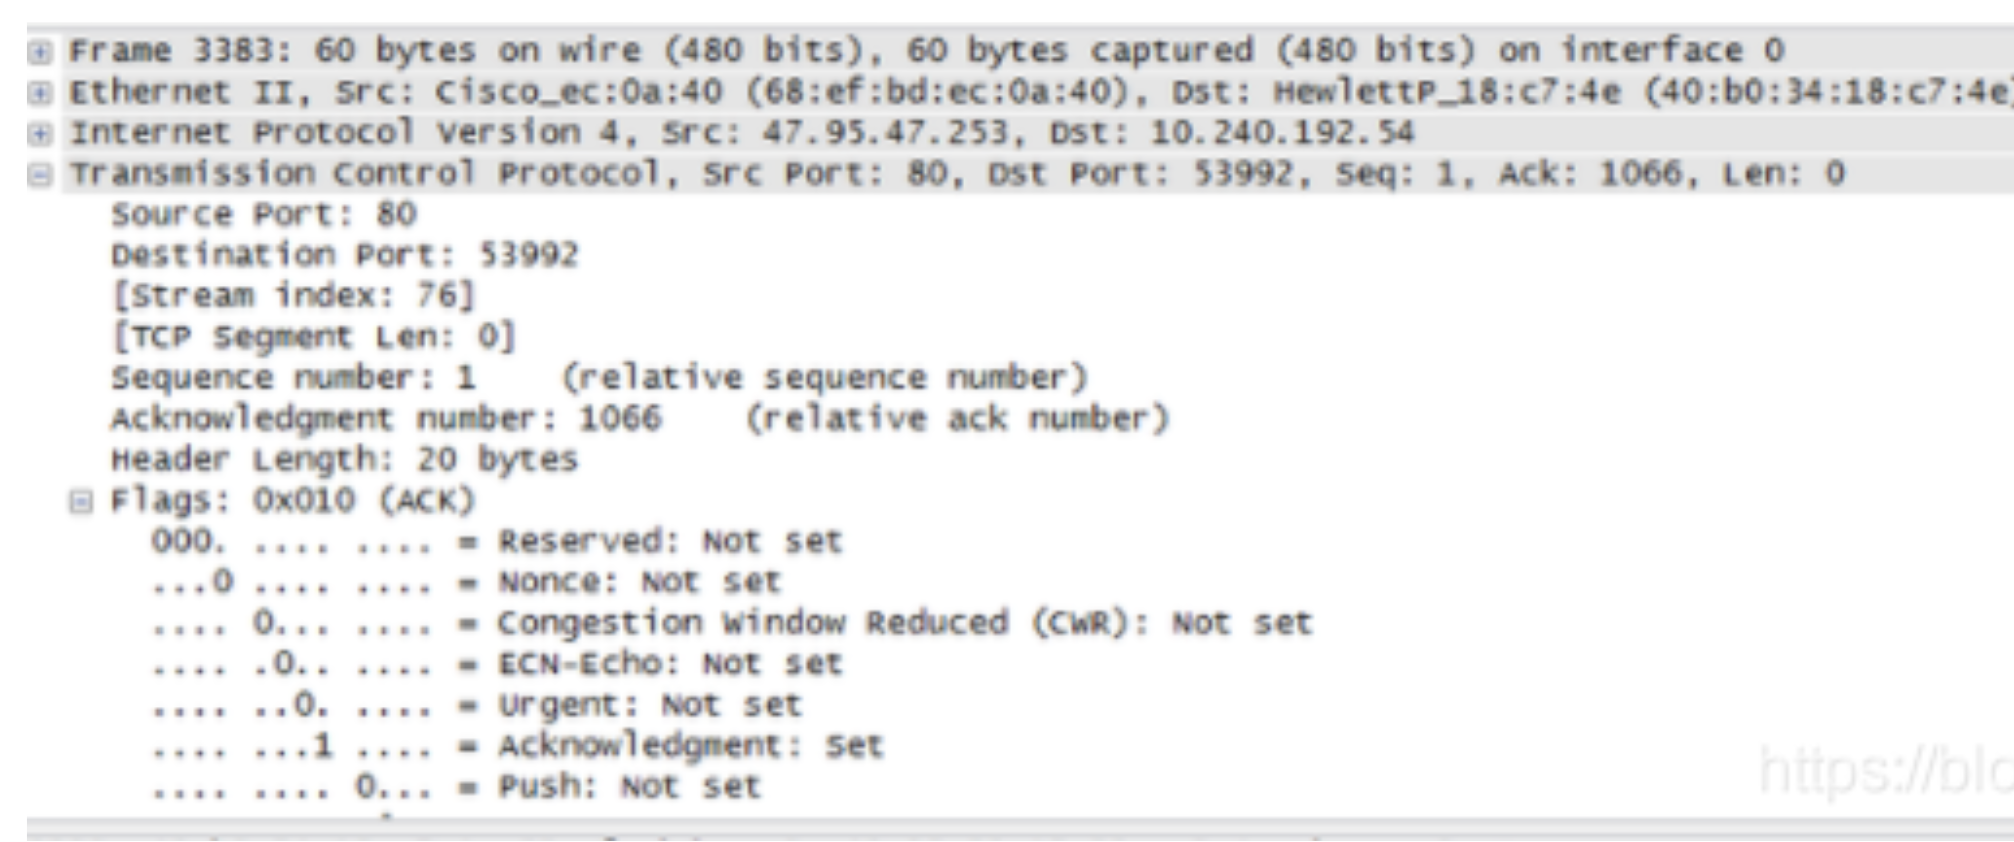 Frame 3383: 60 bytes on wire (480 bits), 60 bytes captured (480 bits) on interface 0
Ethernet II, Src: Cisco_ec:0a:40 (68:ef:bd:ec:0a:40), Dst: HewlettP_18:c7:4e (40:b0:34:18:c7:4e)
Internet Protocol Version 4, Src: 47.95.47.253, Dst: 10.240.192.54
Transmission Control Protocol, Src Port: 80, Dst Port: 53992, Seq: 1, Ack: 1066, Len: 0
Source Port: 80
Destination Port: 53992
[Stream index: 76]
[TCP Segment Len: 0]
Sequence number: 1 (relative sequence number)
Acknowledgment number: 1066 (relative ack number)
Header Length: 20 bytes
Flags: 0x010 (ACK)
000. .... .... = Reserved: Not set
...0 .... .... = Nonce: Not set
.... 0... .... = Congestion Window Reduced (CWR): Not set
.... .0.. .... = ECN-Echo: Not set
.... ..0. .... = Urgent: Not set
.... ...1 .... = Acknowledgment: Set
.... .... 0... = Push: Not set
https://blo